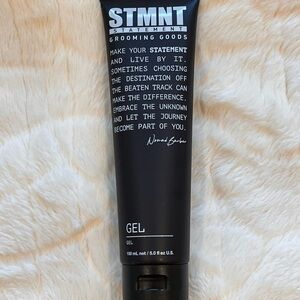 STMNT
STATEMENT
GROOMING GOODS
MAKE YOUR STATEMENT
AND LIVE BY IT.
SOMETIMES CHOOSING
THE DESTINATION OFF
THE BEATEN TRACK CAN
MAKE THE DIFFERENCE.
EMBRACE THE UNKNOWN
AND LET THE JOURNEY
BECOME PART OF YOU.
Nomad Barber
GEL
GEL
150 mL net / 5.0 fl oz U.S.